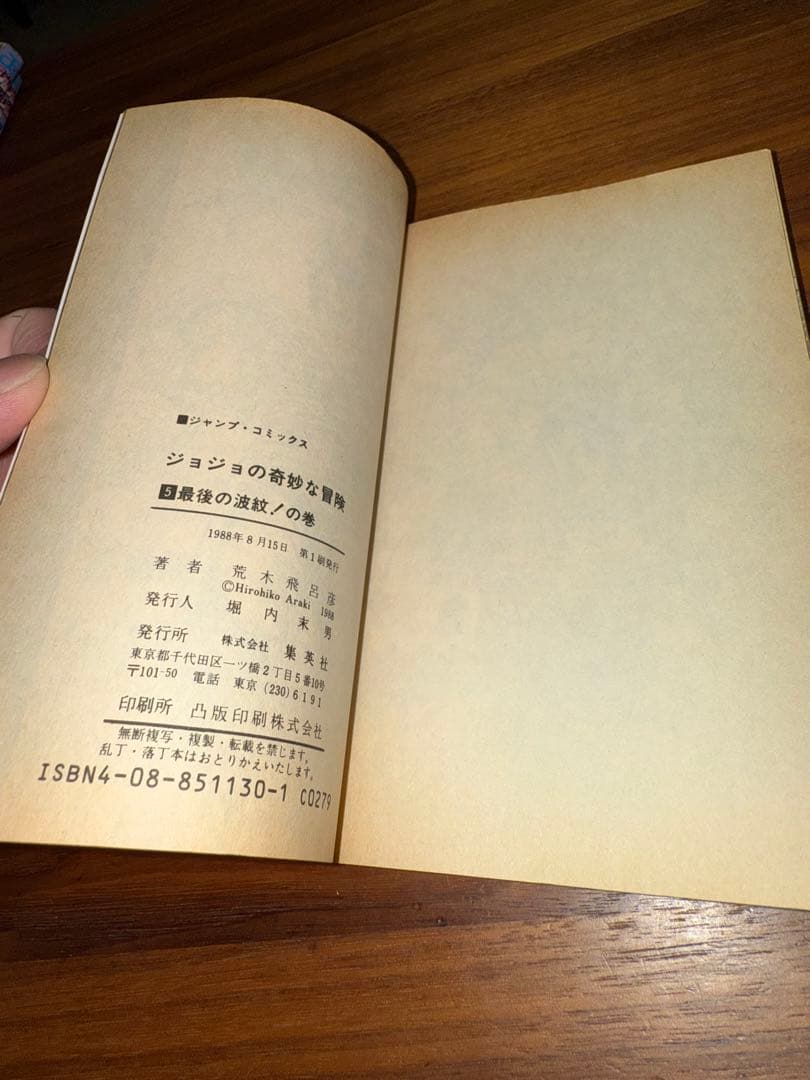 ■ジャンプ・コミックス
ジョジョの奇妙な冒険
5最後の波紋!の巻
1988年8月15日 第1刷発行
著者 荒木飛呂彦
©Hirohiko Araki 1988
発行人 堀内末男
発行所 株式会社 集英社
東京都千代田区一ツ橋2丁目5番10号
〒101-50 電話 東京(230)6191
印刷所 凸版印刷株式会社
無断複写・複製・転載を禁じます。
乱丁・落丁本はおとりかえいたします。
ISBN4-08-851130-1 C0279